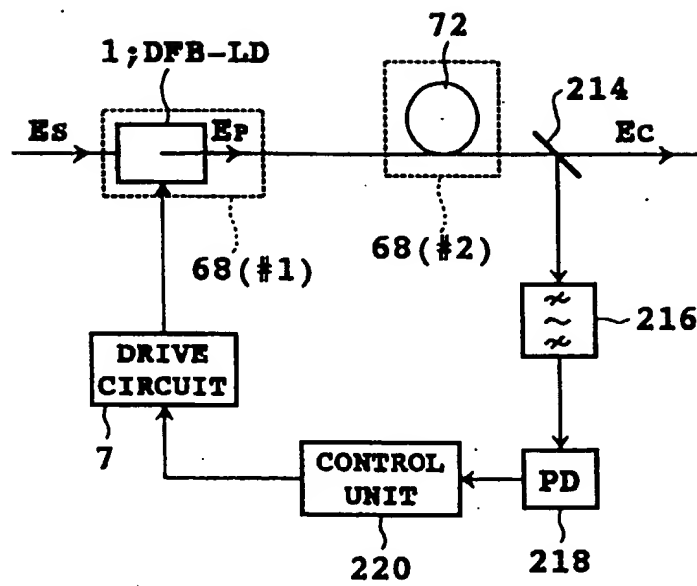 1;DFB-LD
72
214
ES
EP
EC
68(#1)
68(#2)
216
DRIVE
CIRCUIT
7
CONTROL
UNIT
PD
220
218